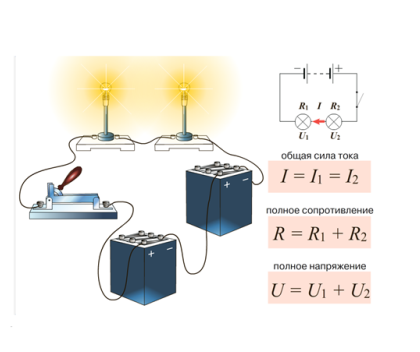 − +
R₁ I R₂
U₁ U₂
общая сила тока
I = I₁ = I₂
+ −
полное сопротивление
R = R₁ + R₂
+ −
полное напряжение
U = U₁ + U₂